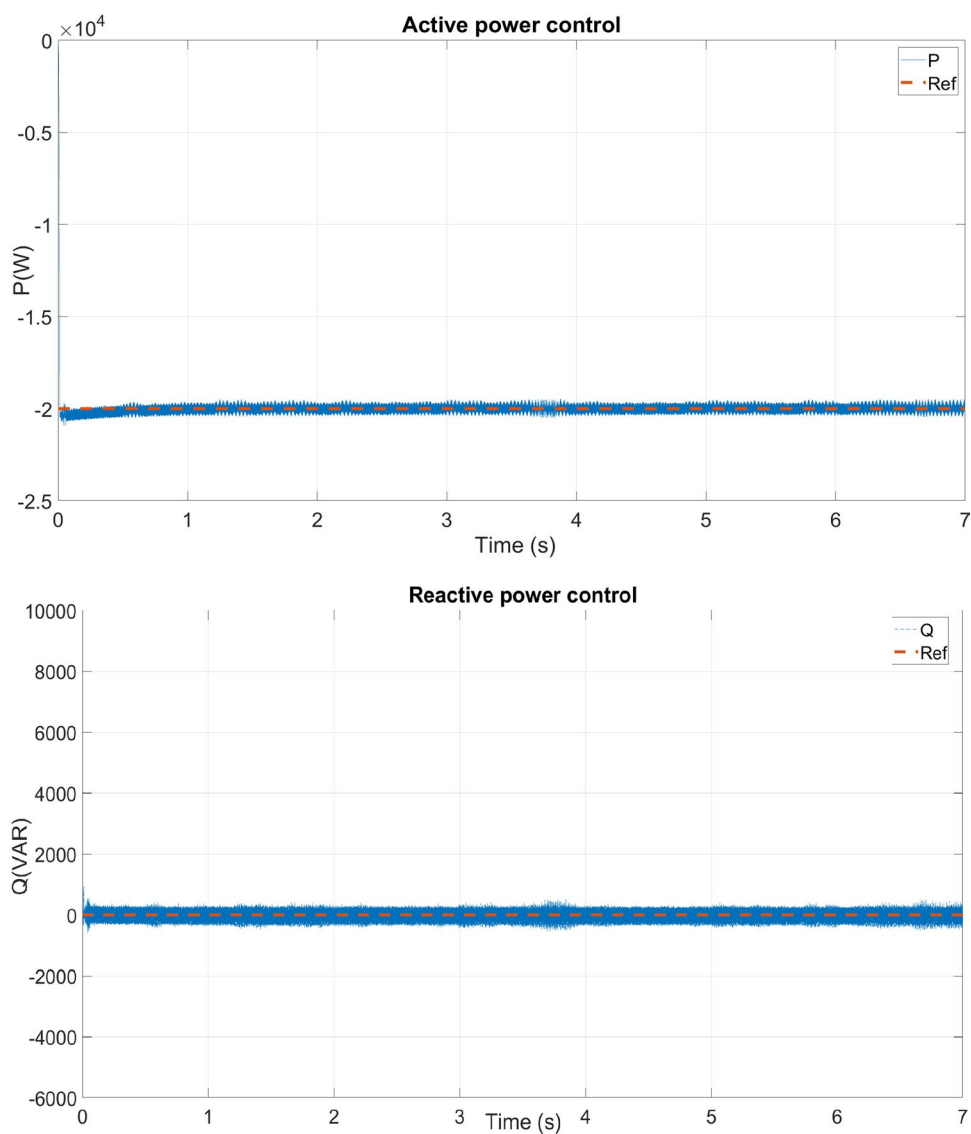 Active power control
×10⁴
0
-0.5
-1
-1.5
-2
-2.5
P(W)
P
Ref
0 1 2 3 4 5 6 7
Time (s)
Reactive power control
10000
8000
6000
4000
2000
0
-2000
-4000
-6000
Q(VAR)
Q
Ref
0 1 2 3 4 5 6 7
Time (s)